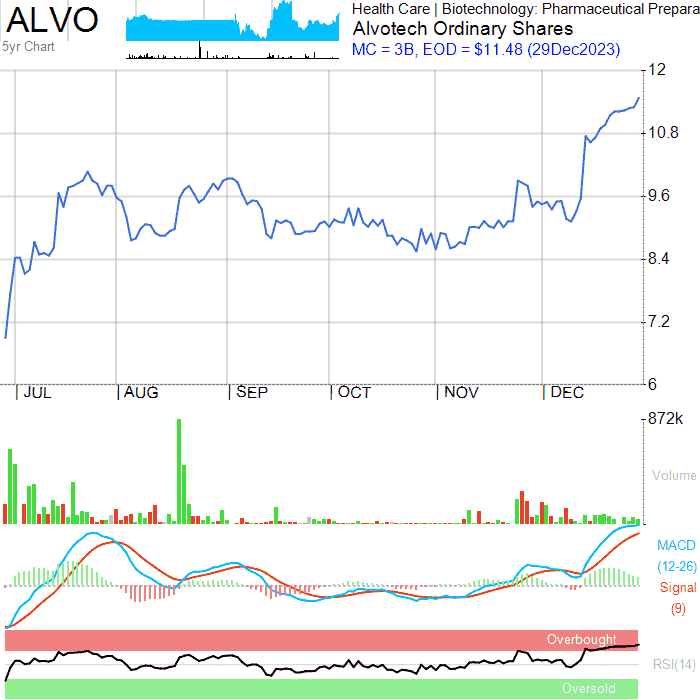 ALVO
5yr Chart
Health Care | Biotechnology: Pharmaceutical Prepara
Alvotech Ordinary Shares
MC = 3B, EOD = $11.48 (29Dec2023)
12
10.8
9.6
8.4
7.2
6
| JUL | AUG | SEP | OCT | NOV | DEC
872k
Volume
MACD
(12-26)
Signal
(9)
Overbought
RSI(14)
Oversold